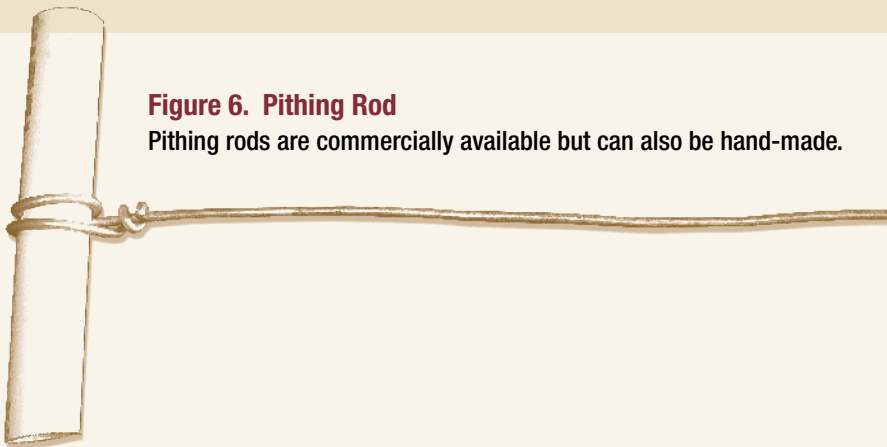 Figure 6. Pithing Rod
Pithing rods are commercially available but can also be hand-made.